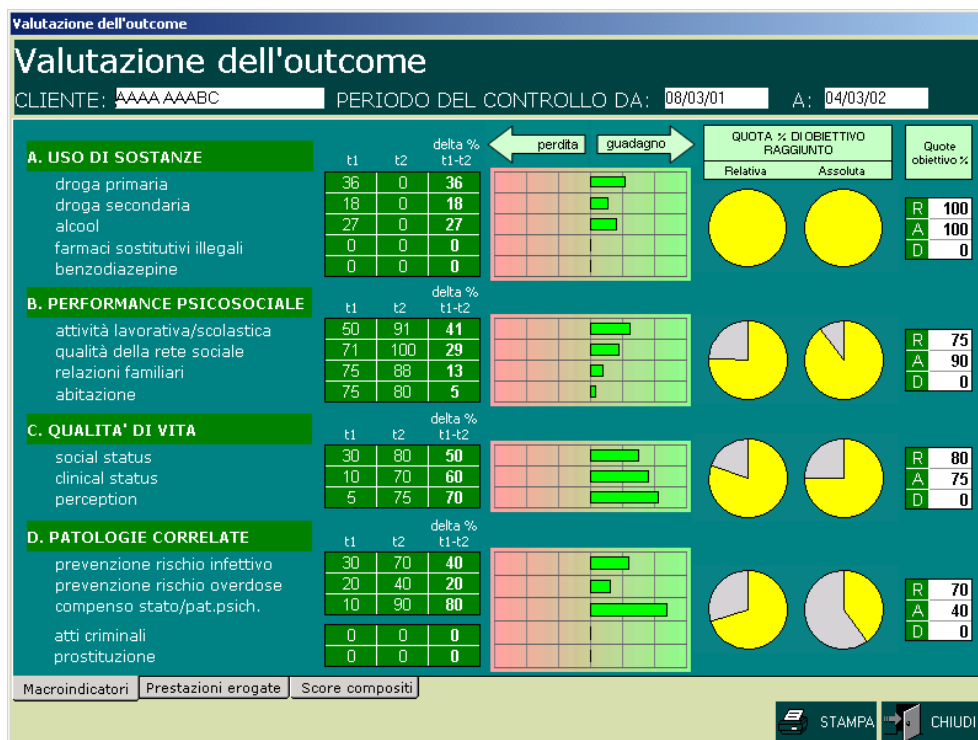 Valutazione dell'outcome
Valutazione dell'outcome
CLIENTE: AAAA AAABC PERIODO DEL CONTROLLO DA: 08/03/01 A: 04/03/02
perdita guadagno
QUOTA % DI OBIETTIVO RAGGIUNTO
Relativa Assoluta
Quote obiettivo %
A. USO DI SOSTANZE t1 t2 delta % t1-t2
droga primaria 36 0 36
droga secondaria 18 0 18
alcool 27 0 27
farmaci sostitutivi illegali 0 0 0
benzodiazepine 0 0 0
R 100
A 100
D 0
B. PERFORMANCE PSICOSOCIALE t1 t2 delta % t1-t2
attività lavorativa/scolastica 50 91 41
qualità della rete sociale 71 100 29
relazioni familiari 75 88 13
abitazione 75 80 5
R 75
A 90
D 0
C. QUALITA' DI VITA t1 t2 delta % t1-t2
social status 30 80 50
clinical status 10 70 60
perception 5 75 70
R 80
A 75
D 0
D. PATOLOGIE CORRELATE t1 t2 delta % t1-t2
prevenzione rischio infettivo 30 70 40
prevenzione rischio overdose 20 40 20
compenso stato/pat.psich. 10 90 80
atti criminali 0 0 0
prostituzione 0 0 0
R 70
A 40
D 0
Macroindicatori Prestazioni erogate Score compositi
STAMPA CHIUDI